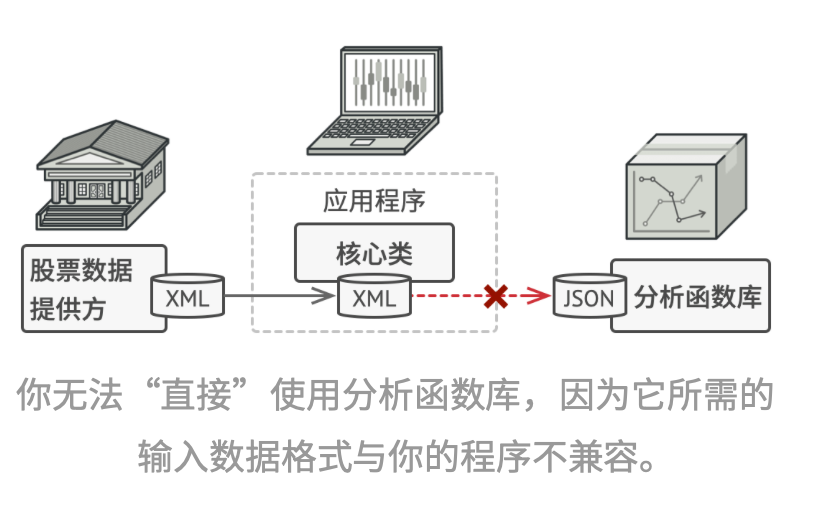 应用程序
核心类
股票数据
提供方
XML
XML
JSON
分析函数库
你无法“直接”使用分析函数库，因为它所需的
输入数据格式与你的程序不兼容。